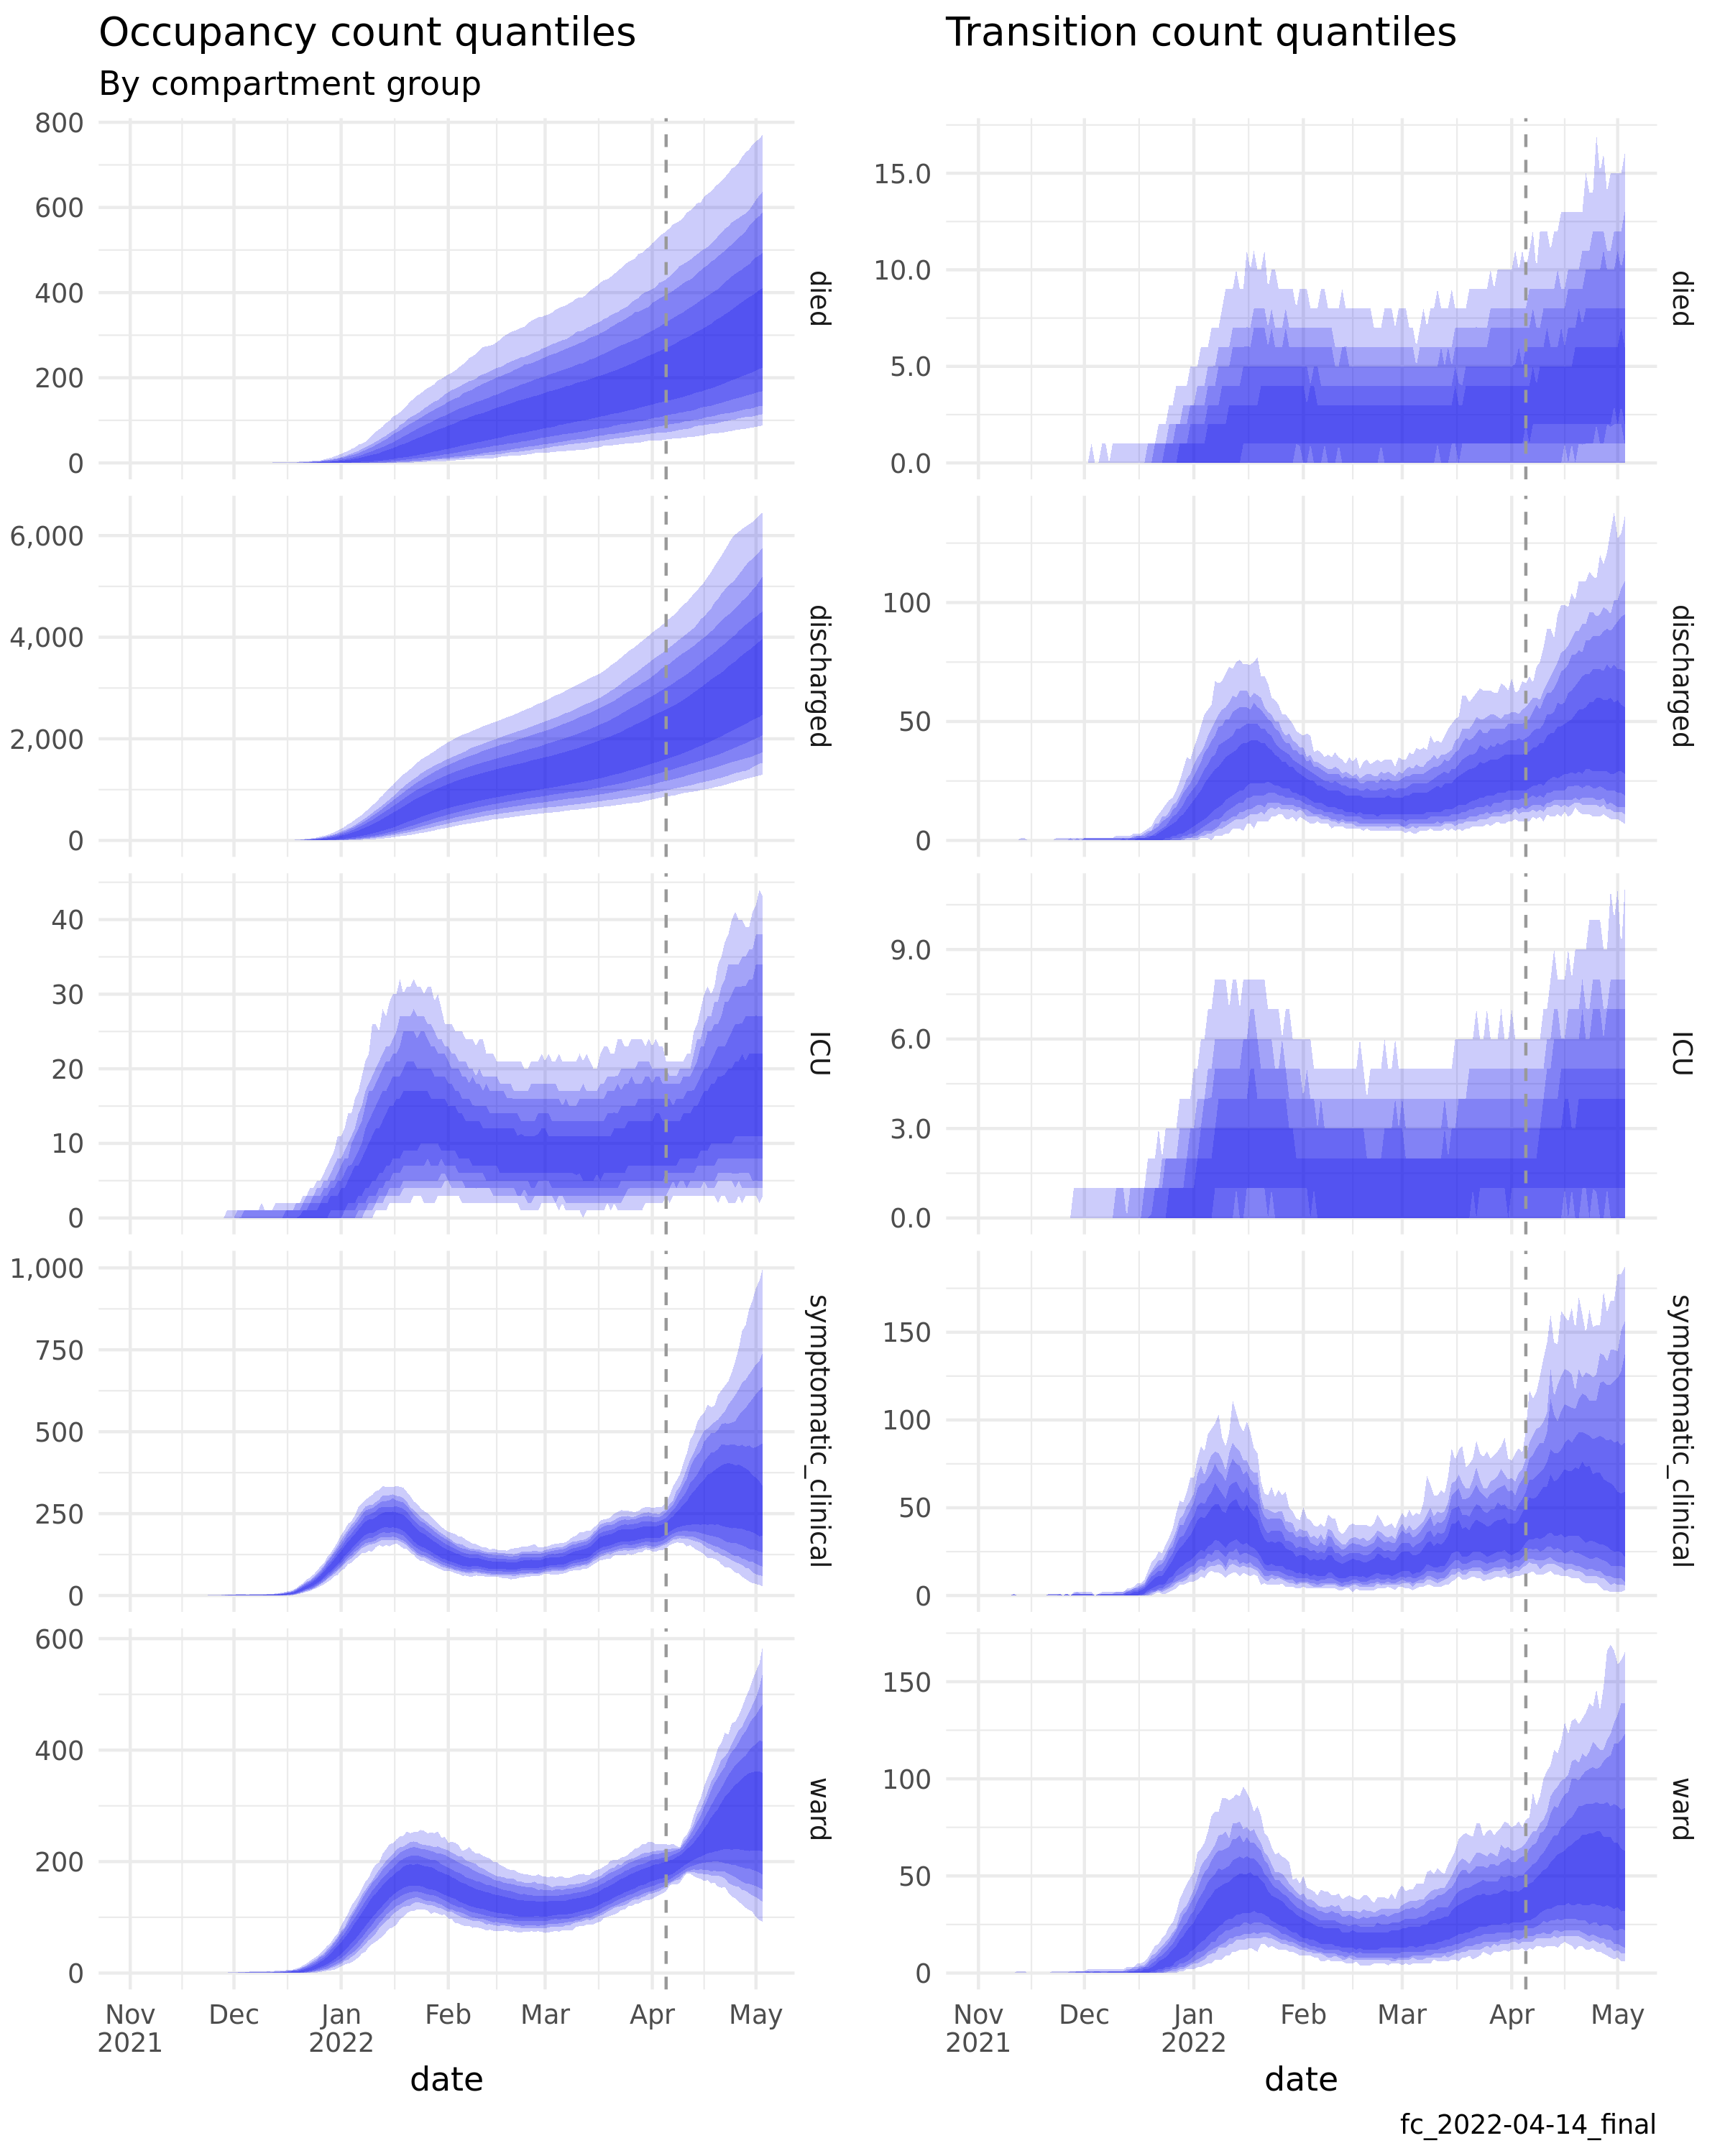 Occupancy count quantiles
By compartment group
800
600
400
200
0
died
6,000
4,000
2,000
0
discharged
40
30
20
10
0
ICU
1,000
750
500
250
0
symptomatic_clinical
600
400
200
0
ward
Nov Dec Jan Feb Mar Apr May
2021 2022
date
Transition count quantiles
15.0
10.0
5.0
0.0
died
100
50
0
discharged
9.0
6.0
3.0
0.0
ICU
150
100
50
0
symptomatic_clinical
150
100
50
0
ward
Nov Dec Jan Feb Mar Apr May
2021 2022
date
fc_2022-04-14_final